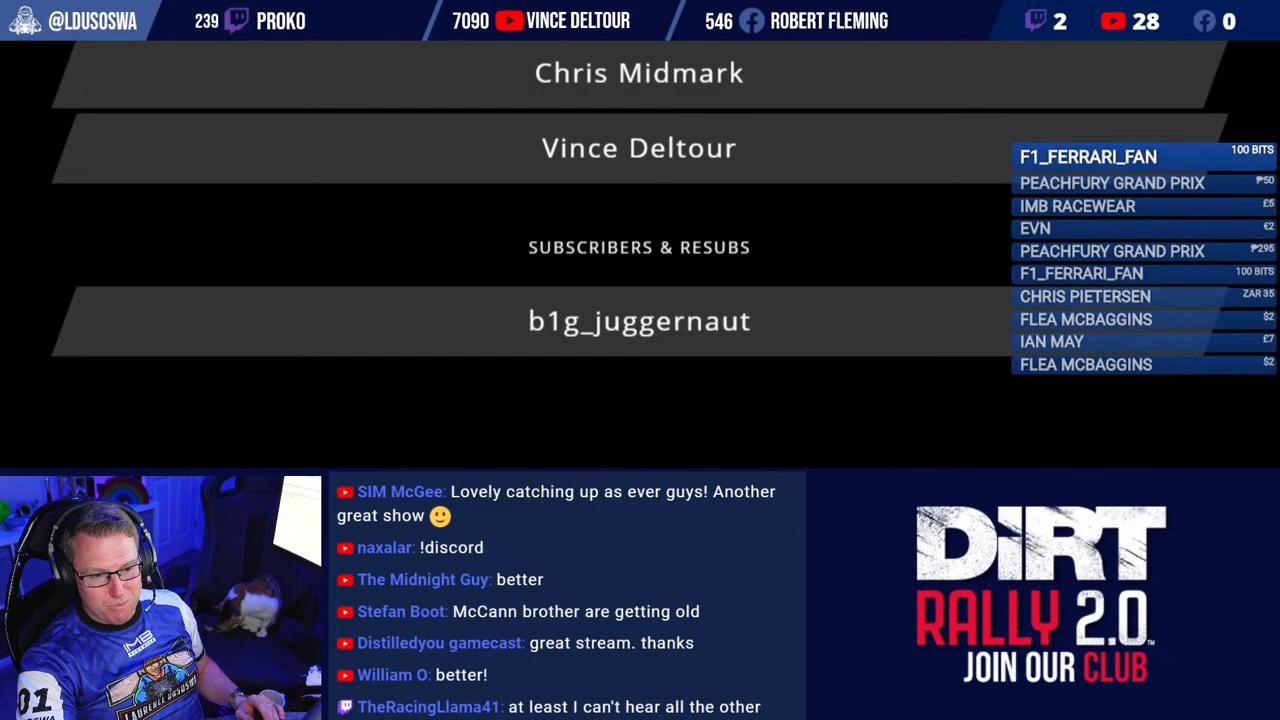 @LDUSOSWA
239 PROKO
7090 VINCE DELTOUR
546 ROBERT FLEMING
2
28
0
Chris Midmark
Vince Deltour
SUBSCRIBERS & RESUBS
b1g_juggernaut
F1_FERRARI_FAN 100 BITS
PEACHFURY GRAND PRIX ₱50
IMB RACEWEAR £5
EVN €2
PEACHFURY GRAND PRIX ₱295
F1_FERRARI_FAN 100 BITS
CHRIS PIETERSEN ZAR 35
FLEA MCBAGGINS $2
IAN MAY £7
FLEA MCBAGGINS $2
SIM McGee: Lovely catching up as ever guys! Another
great show 🙂
naxalar: !discord
The Midnight Guy: better
Stefan Boot: McCann brother are getting old
Distilledyou gamecast: great stream. thanks
William O: better!
TheRacingLlama41: at least I can't hear all the other
DiRT
RALLY 2.0™
JOIN OUR CLUB
01
LAURENCE DUSOSWA